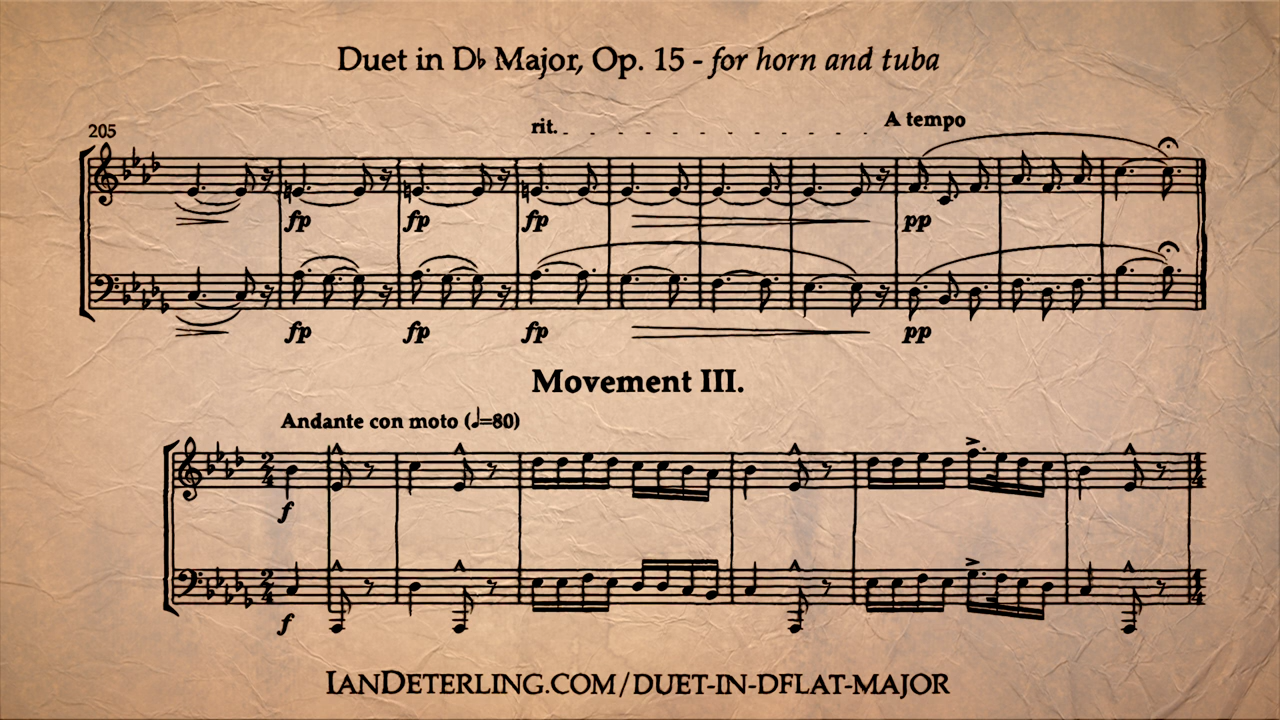 Duet in D♭ Major, Op. 15 - for horn and tuba
205
rit.
A tempo
fp fp fp pp
fp fp fp pp
Movement III.
Andante con moto (♩=80)
f
f
IanDeterling.com/duet-in-dflat-major